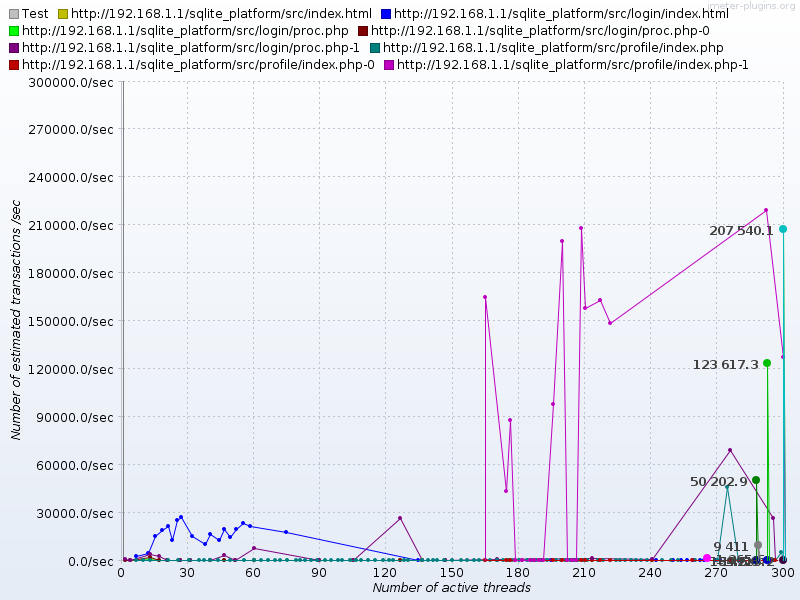 jmeter-plugins.org
Test http://192.168.1.1/sqlite_platform/src/index.html http://192.168.1.1/sqlite_platform/src/login/index.html
http://192.168.1.1/sqlite_platform/src/login/proc.php http://192.168.1.1/sqlite_platform/src/login/proc.php-0
http://192.168.1.1/sqlite_platform/src/login/proc.php-1 http://192.168.1.1/sqlite_platform/src/profile/index.php
http://192.168.1.1/sqlite_platform/src/profile/index.php-0 http://192.168.1.1/sqlite_platform/src/profile/index.php-1
Number of estimated transactions /sec
300000.0/sec
270000.0/sec
240000.0/sec
210000.0/sec
180000.0/sec
150000.0/sec
120000.0/sec
90000.0/sec
60000.0/sec
30000.0/sec
0.0/sec
207 540.1
123 617.3
50 202.9
9 411
0 30 60 90 120 150 180 210 240 270 300
Number of active threads